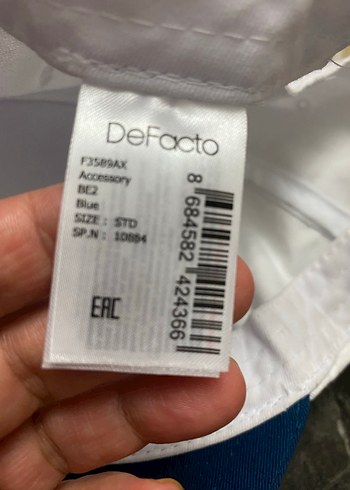 DeFacto
F3589AX
Accessory
BE2
Blue
SIZE : STD
SP.N : 10884
EAC
8 684582 424366